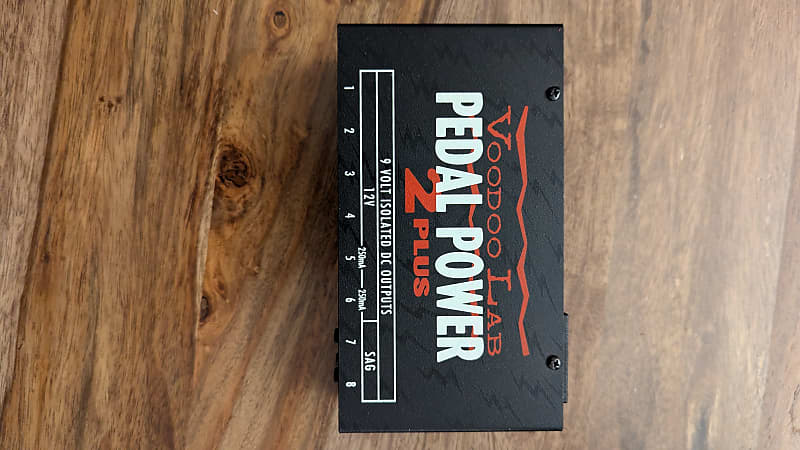 VOODOO LAB
PEDAL POWER
2 PLUS
9 VOLT ISOLATED DC OUTPUTS
12V SAG
250mA 250mA
1 2 3 4 5 6 7 8